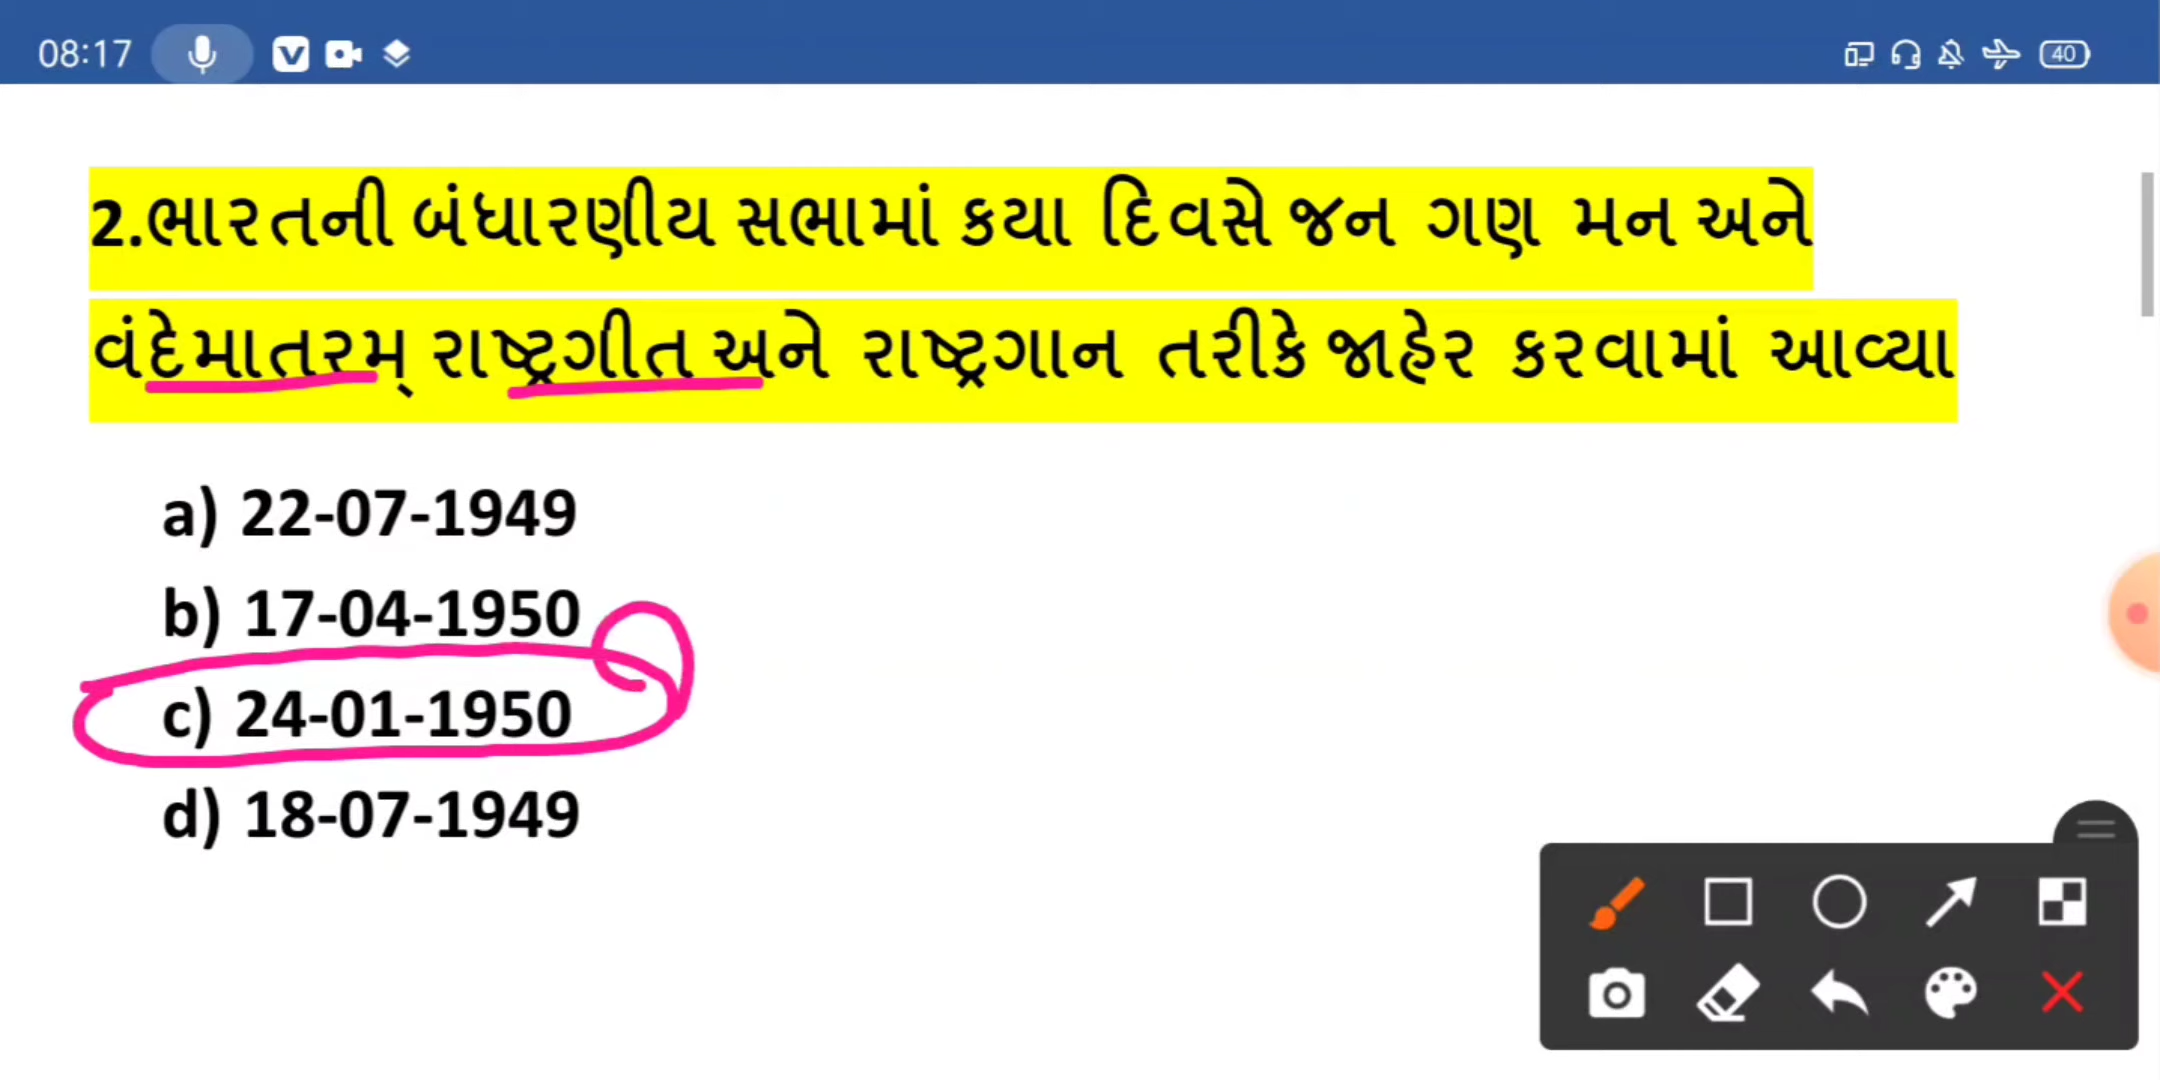 08:17
40
2.ભારતની બંધારણીય સભામાં કયા દિવસે જન ગણ મન અને
વંદેમાતરમ્ રાષ્ટ્રગીત અને રાષ્ટ્રગાન તરીકે જાહેર કરવામાં આવ્યા
a) 22-07-1949
b) 17-04-1950
c) 24-01-1950
d) 18-07-1949